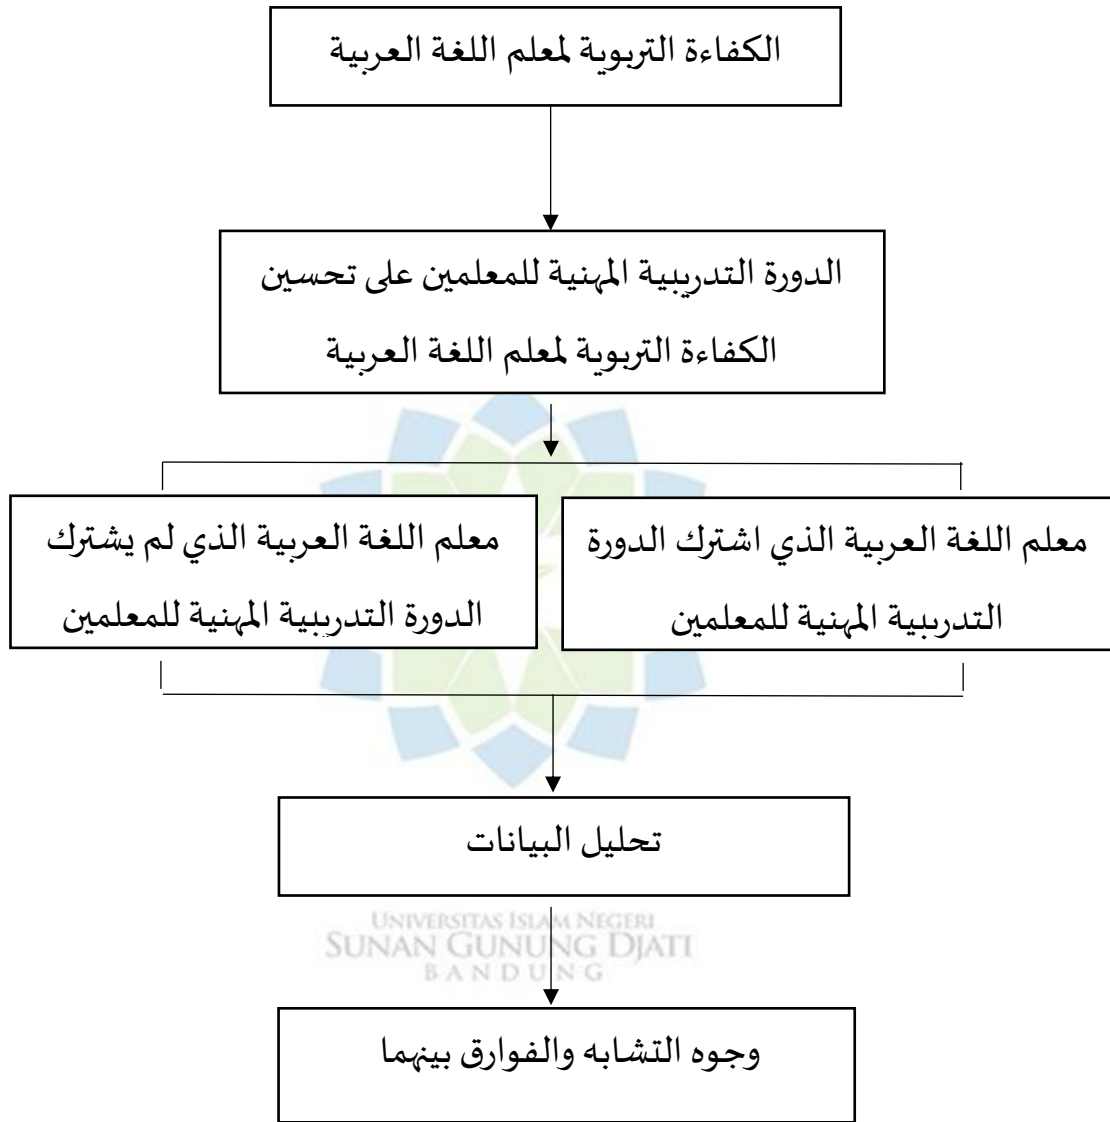 الكفاءة التربوية لمعلم اللغة العربية
الدورة التدريبية المهنية للمعلمين على تحسين
الكفاءة التربوية لمعلم اللغة العربية
معلم اللغة العربية الذي اشترك الدورة
التدريبية المهنية للمعلمين
معلم اللغة العربية الذي لم يشترك
الدورة التدريبية المهنية للمعلمين
تحليل البيانات
UNIVERSITAS ISLAM NEGERI
SUNAN GUNUNG DJATI
BANDUNG
وجوه التشابه والفوارق بينهما